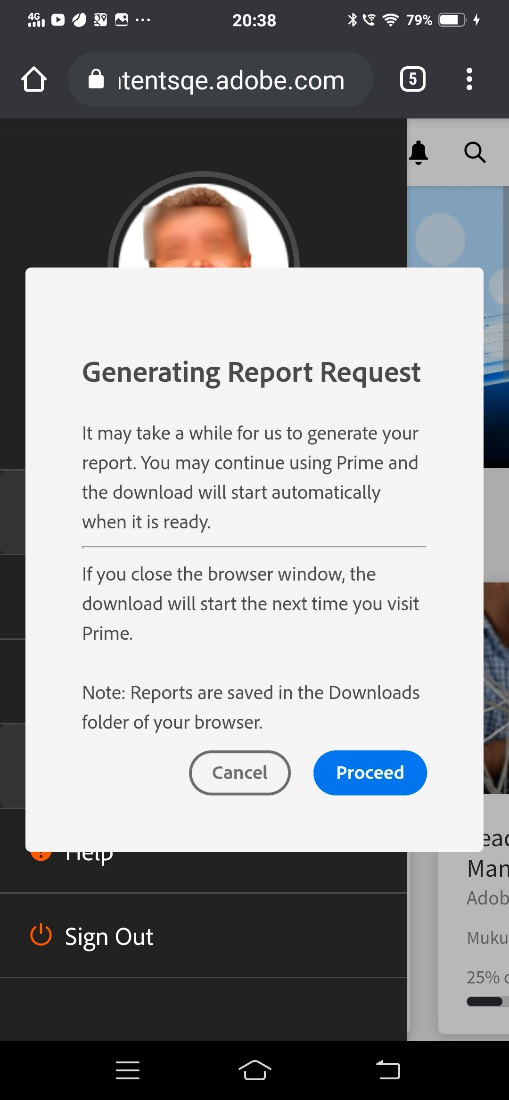 4G 20:38 79%
ıtentsqe.adobe.com 5
Generating Report Request
It may take a while for us to generate your
report. You may continue using Prime and
the download will start automatically
when it is ready.
If you close the browser window, the
download will start the next time you visit
Prime.
Note: Reports are saved in the Downloads
folder of your browser.
Cancel Proceed
Help
Sign Out
Man
Adob
Muku
25%